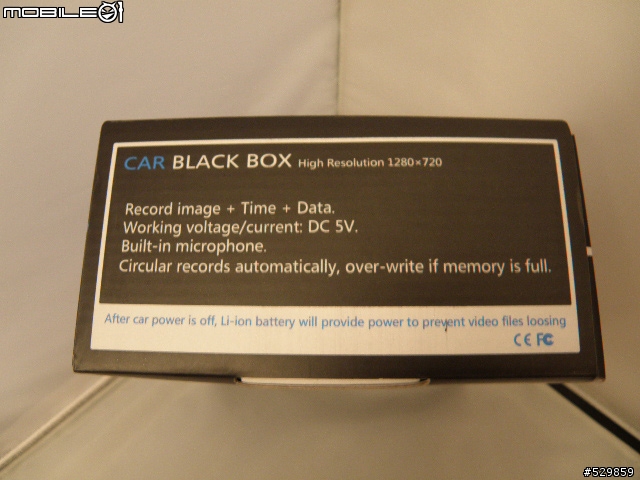 MOBILE01
CAR BLACK BOX High Resolution 1280×720
Record image + Time + Data.
Working voltage/current: DC 5V.
Built-in microphone.
Circular records automatically, over-write if memory is full.
After car power is off, Li-ion battery will provide power to prevent video files loosing
CE FC
#529859